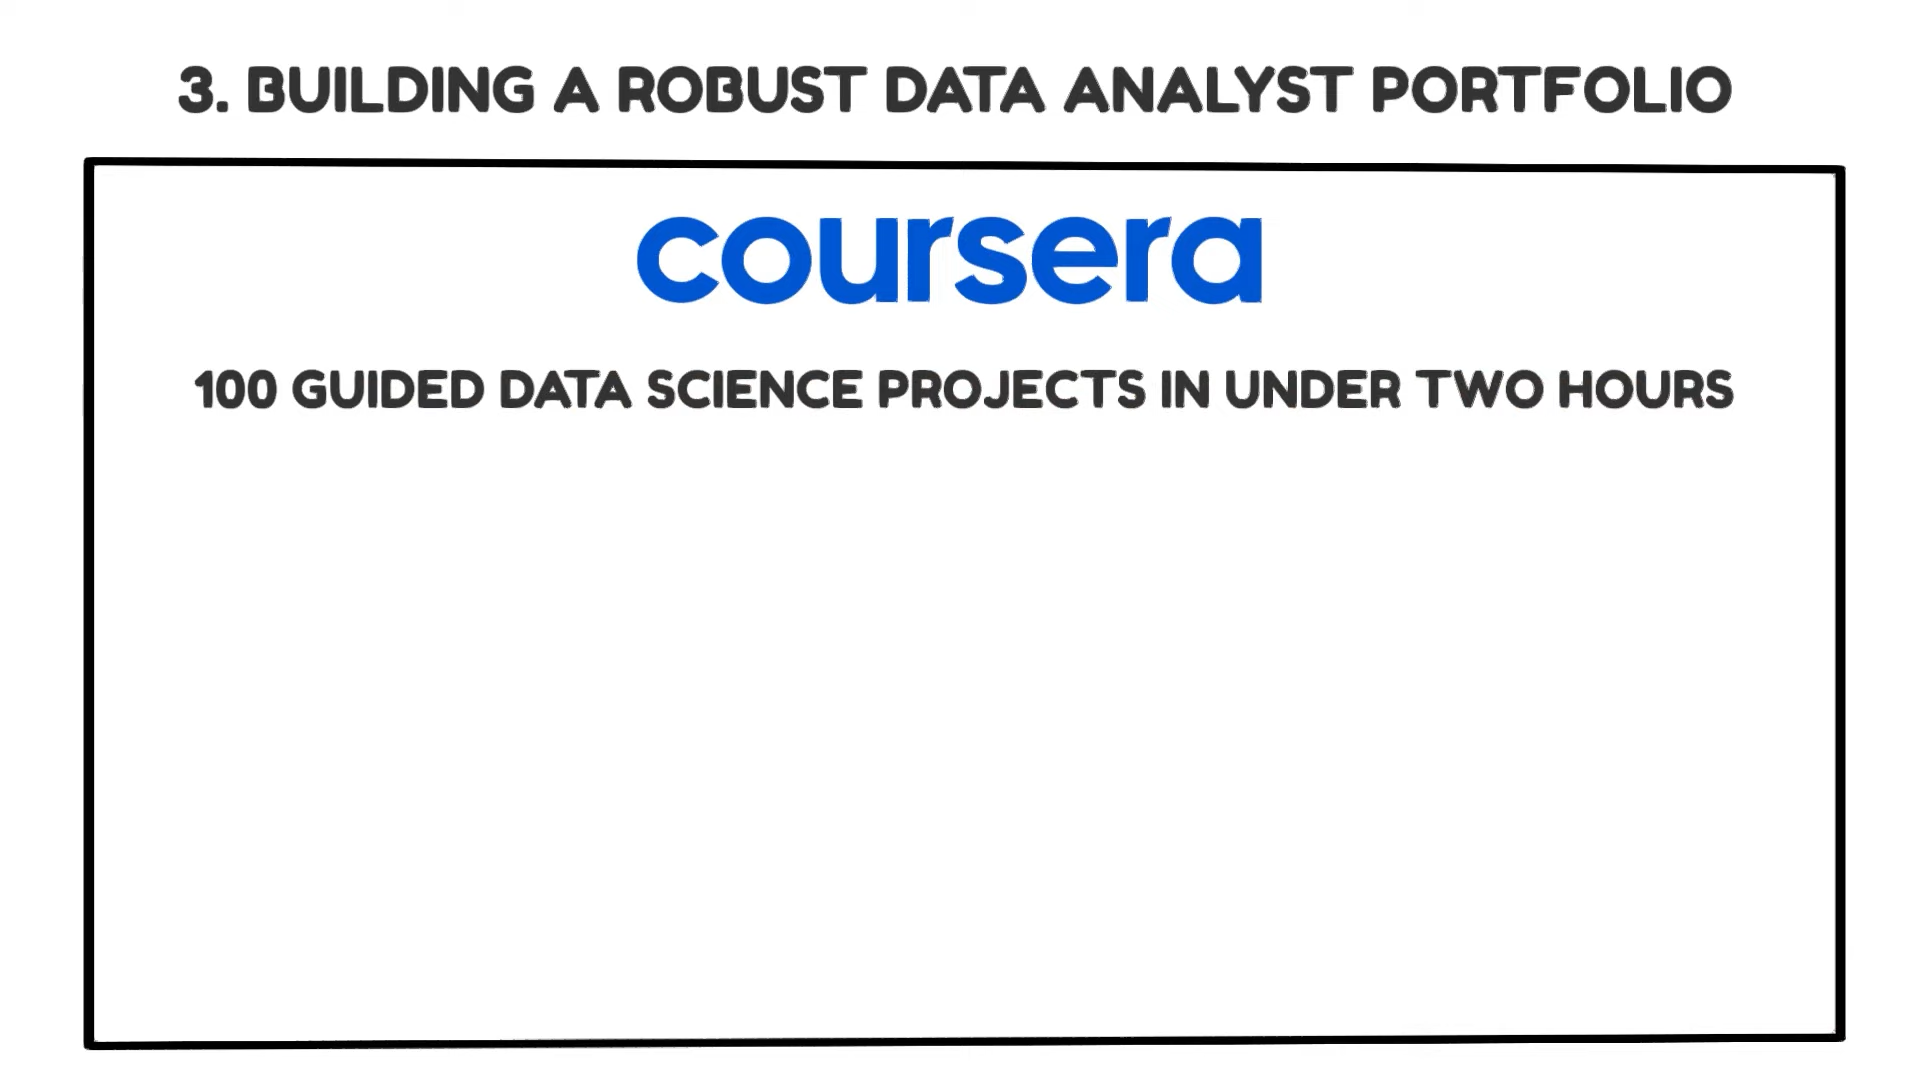 3. BUILDING A ROBUST DATA ANALYST PORTFOLIO
coursera
100 GUIDED DATA SCIENCE PROJECTS IN UNDER TWO HOURS